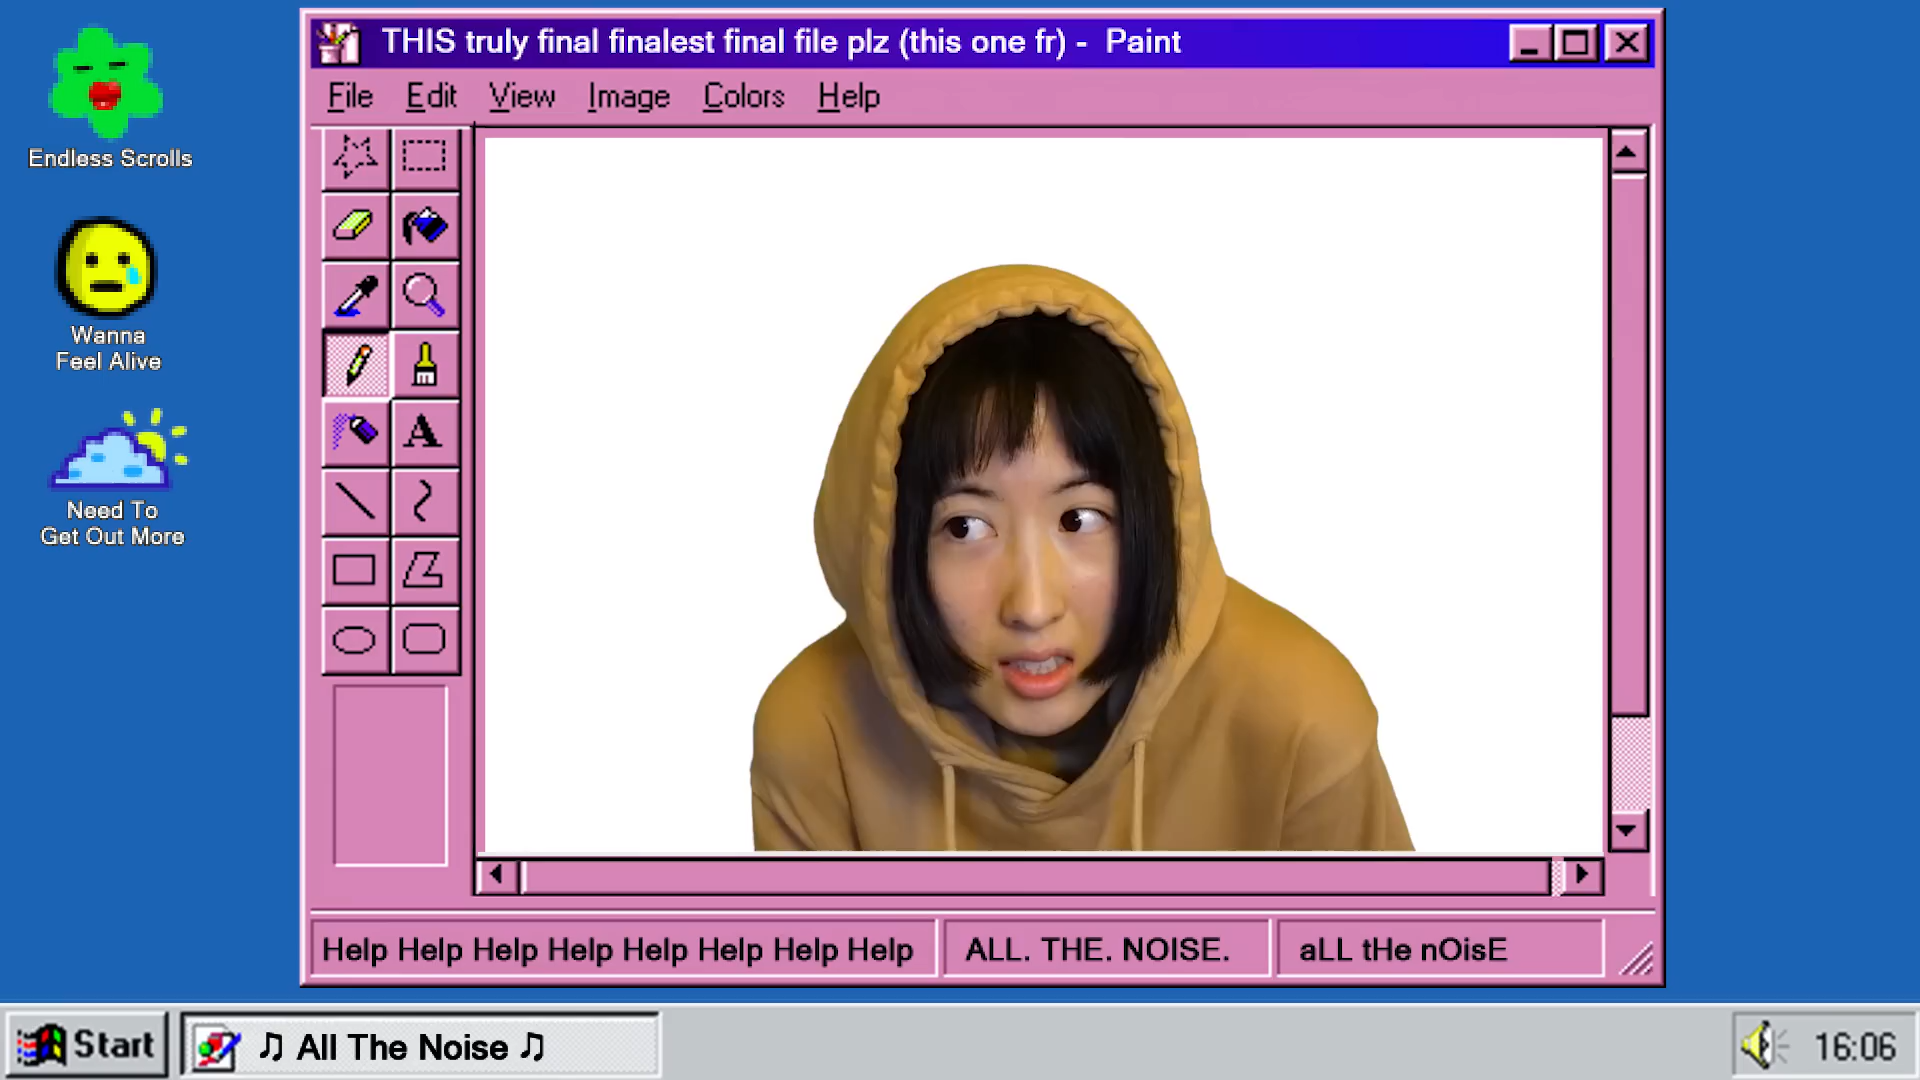 THIS truly final finalest final file plz (this one fr) - Paint
File Edit View Image Colors Help
Endless Scrolls
Wanna
Feel Alive
Need To
Get Out More
A
Help Help Help Help Help Help Help Help
ALL. THE. NOISE.
aLL tHe nOisE
Start
♫ All The Noise ♫
16:06